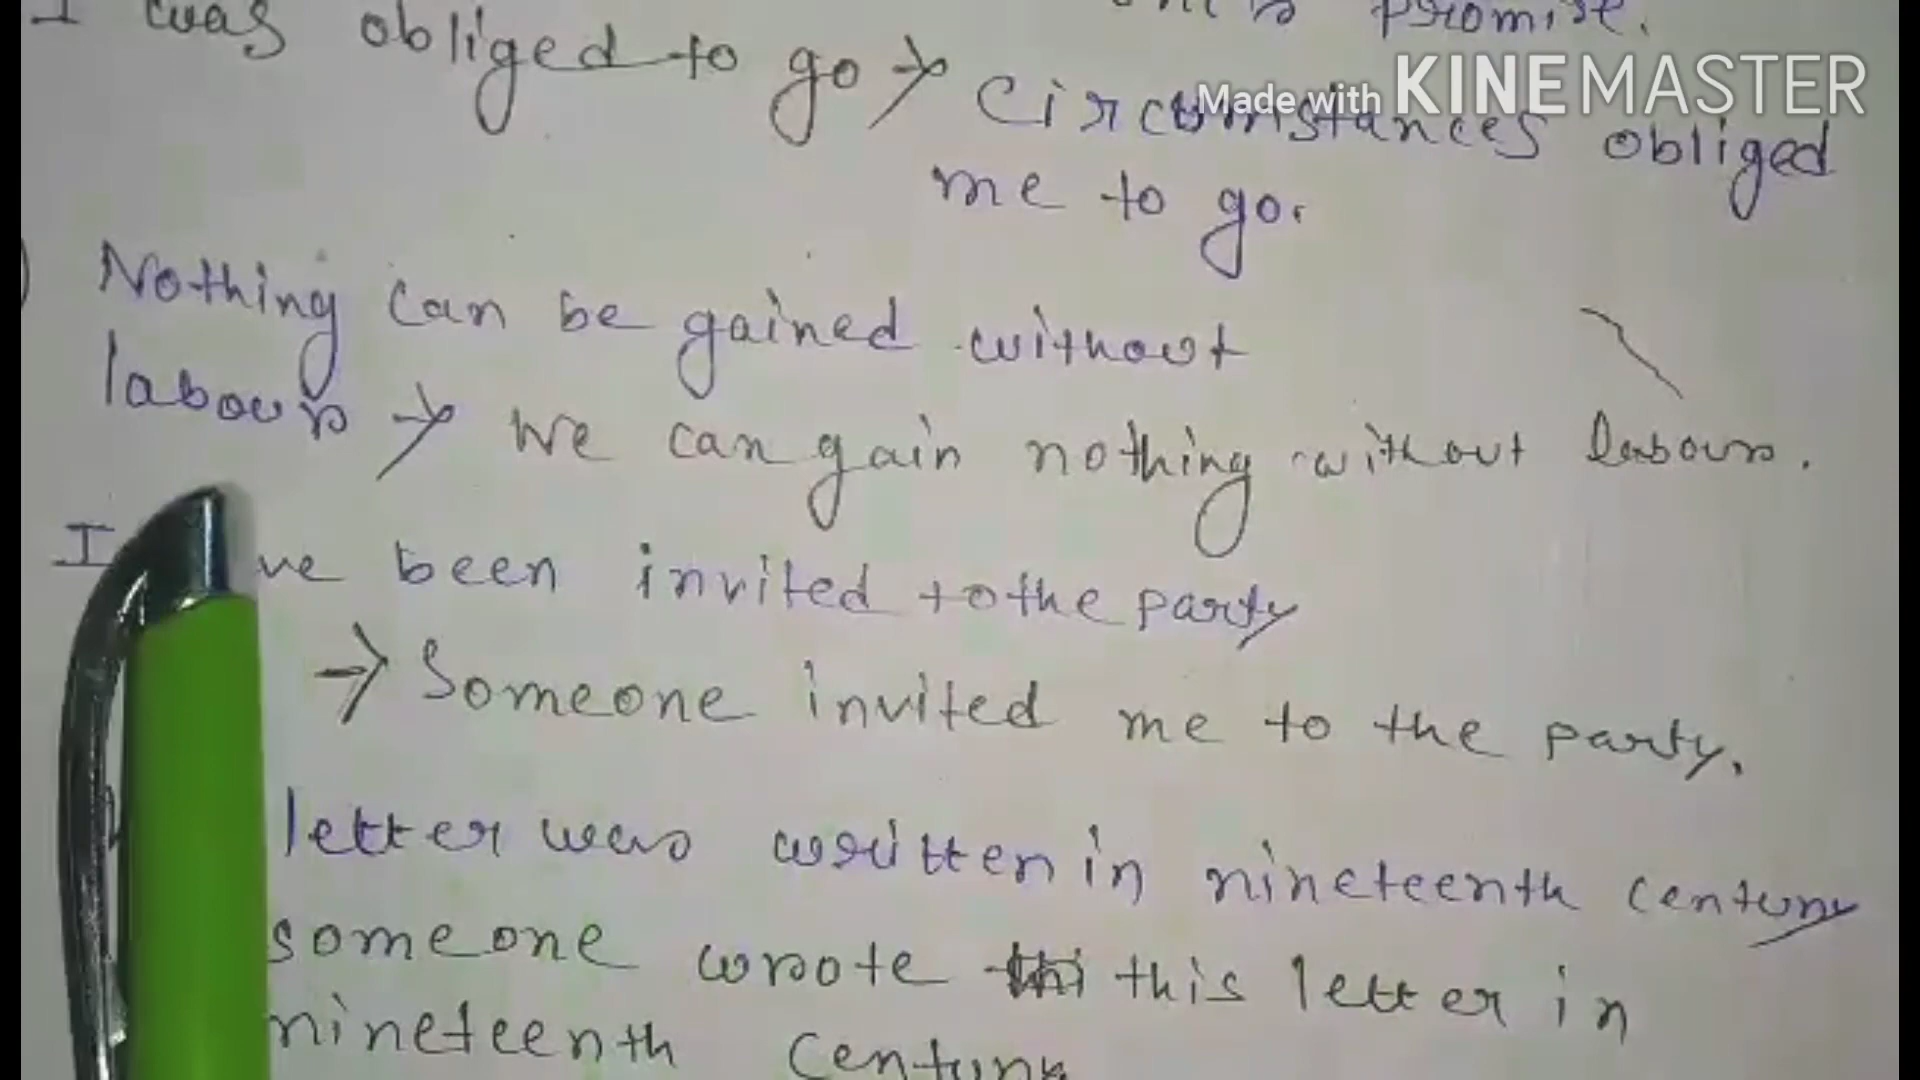 promise.
I was obliged to go → Circumstances obliged
me to go.
Made with KINEMASTER
) Nothing can be gained without
labour → We can gain nothing without labour.
I ve been invited to the party
→ Someone invited me to the party.
letter was written in nineteenth century
someone wrote this letter in
nineteenth century